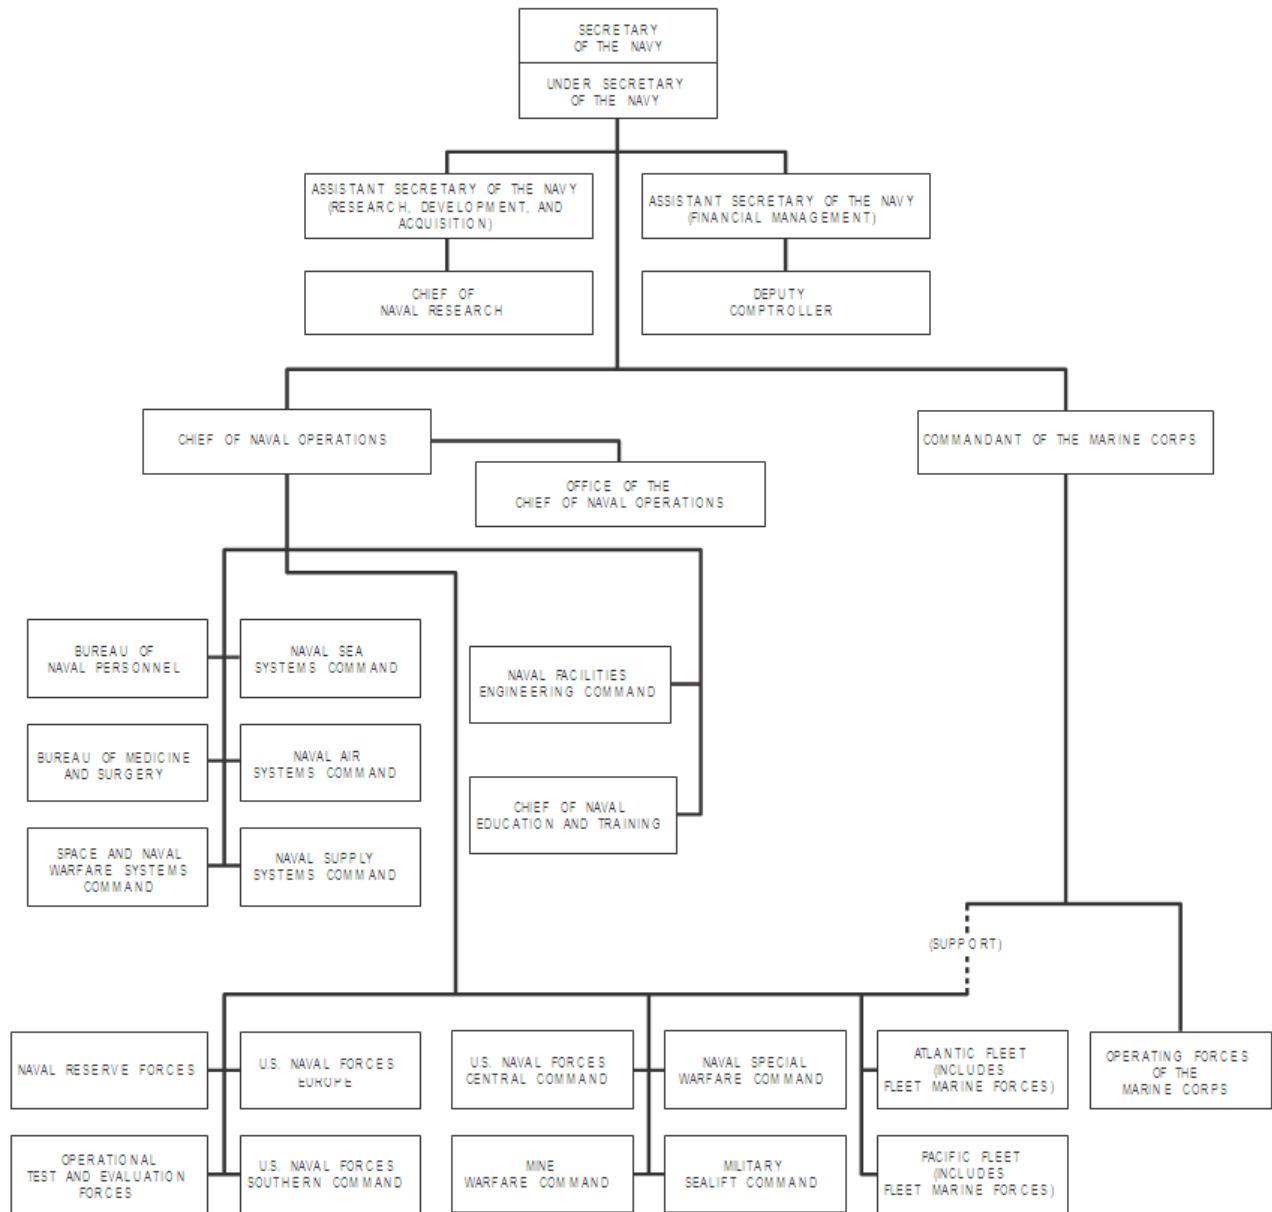 SECRETARY
OF THE NAVY
UNDER SECRETARY
OF THE NAVY
ASSISTANT SECRETARY OF THE NAVY
(RESEARCH, DEVELOPMENT, AND
ACQUISITION)
ASSISTANT SECRETARY OF THE NAVY
(FINANCIAL MANAGEMENT)
CHIEF OF
NAVAL RESEARCH
DEPUTY
COMPTROLLER
CHIEF OF NAVAL OPERATIONS
COMMANDANT OF THE MARINE CORPS
OFFICE OF THE
CHIEF OF NAVAL OPERATIONS
BUREAU OF
NAVAL PERSONNEL
NAVAL SEA
SYSTEMS COMMAND
NAVAL FACILITIES
ENGINEERING COMMAND
BUREAU OF MEDICINE
AND SURGERY
NAVAL AIR
SYSTEMS COMMAND
CHIEF OF NAVAL
EDUCATION AND TRAINING
SPACE AND NAVAL
WARFARE SYSTEMS
COMMAND
NAVAL SUPPLY
SYSTEMS COMMAND
(SUPPORT)
NAVAL RESERVE FORCES
U.S. NAVAL FORCES
EUROPE
U.S. NAVAL FORCES
CENTRAL COMMAND
NAVAL SPECIAL
WARFARE COMMAND
ATLANTIC FLEET
(INCLUDES
FLEET MARINE FORCES)
OPERATING FORCES
OF THE
MARINE CORPS
OPERATIONAL
TEST AND EVALUATION
FORCES
U.S. NAVAL FORCES
SOUTHERN COMMAND
MINE
WARFARE COMMAND
MILITARY
SEALIFT COMMAND
PACIFIC FLEET
(INCLUDES
FLEET MARINE FORCES)